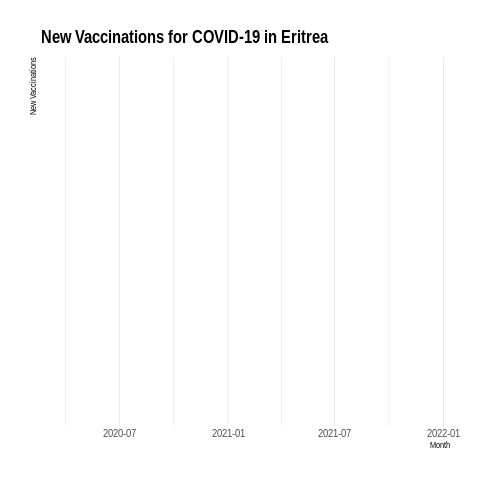 New Vaccinations for COVID-19 in Eritrea
New Vaccinations
2020-07
2021-01
2021-07
2022-01
Month